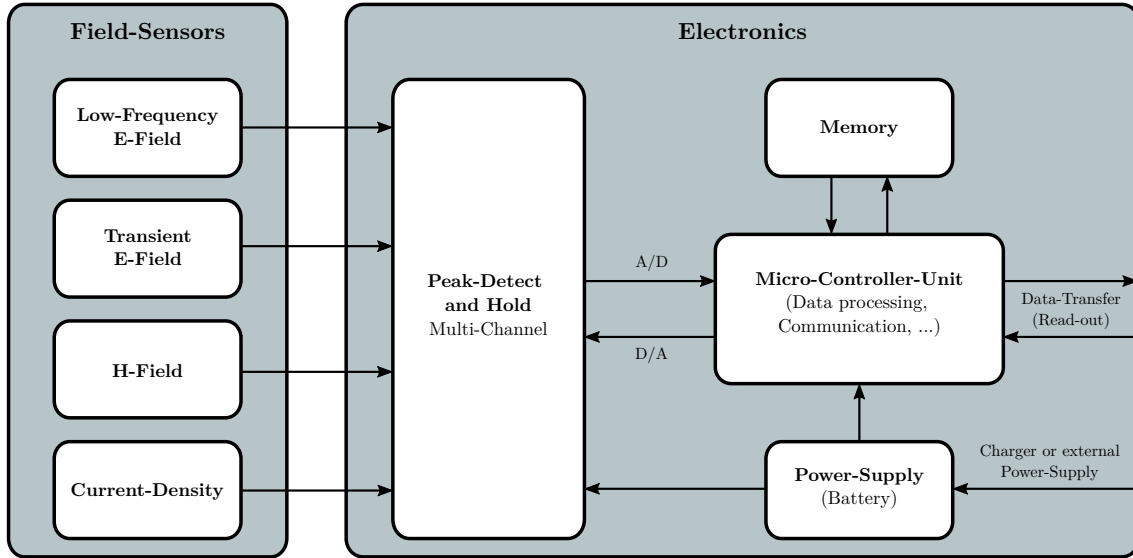 Field-Sensors
Low-Frequency
E-Field
Transient
E-Field
H-Field
Current-Density
Electronics
Peak-Detect
and Hold
Multi-Channel
A/D
D/A
Memory
Micro-Controller-Unit
(Data processing,
Communication, ...)
Data-Transfer
(Read-out)
Power-Supply
(Battery)
Charger or external
Power-Supply